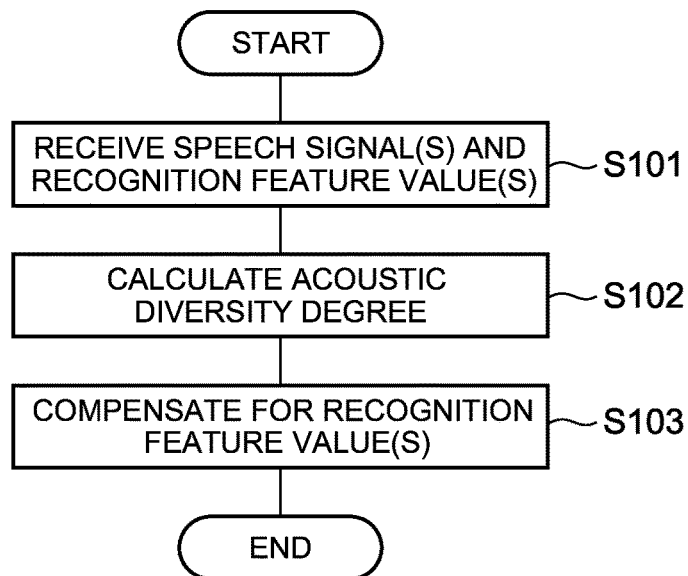 START
RECEIVE SPEECH SIGNAL(S) AND
RECOGNITION FEATURE VALUE(S)
S101
CALCULATE ACOUSTIC
DIVERSITY DEGREE
S102
COMPENSATE FOR RECOGNITION
FEATURE VALUE(S)
S103
END